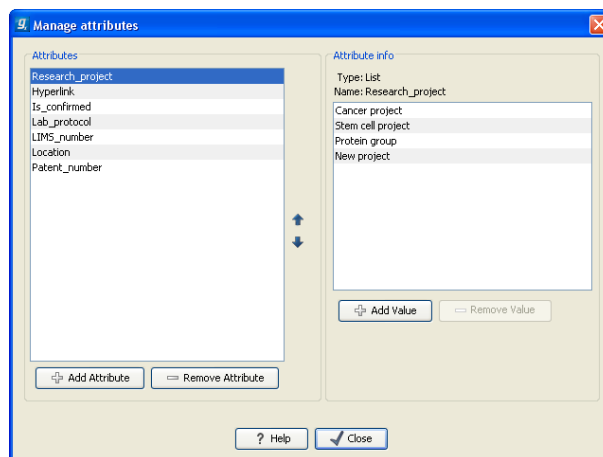 Manage attributes
Attributes
Research_project
Hyperlink
Is_confirmed
Lab_protocol
LIMS_number
Location
Patent_number
Add Attribute
Remove Attribute
Attribute info
Type: List
Name: Research_project
Cancer project
Stem cell project
Protein group
New project
Add Value
Remove Value
? Help
Close